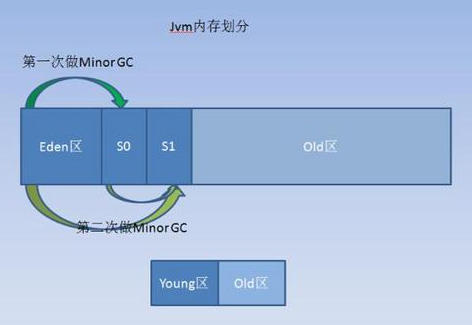 Jvm内存划分
第一次做MinorGC
Eden区
S0
S1
Old区
第二次做MinorGC
Young区
Old区